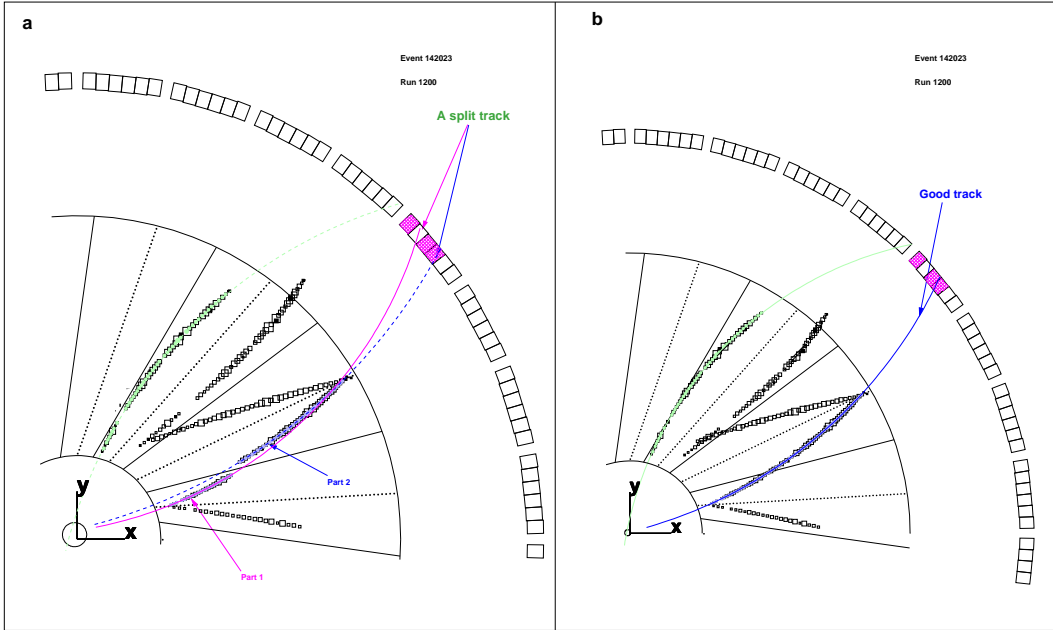 a
Event 142023
Run 1200
A split track
Part 2
Part 1
y
x
b
Event 142023
Run 1200
Good track
y
x